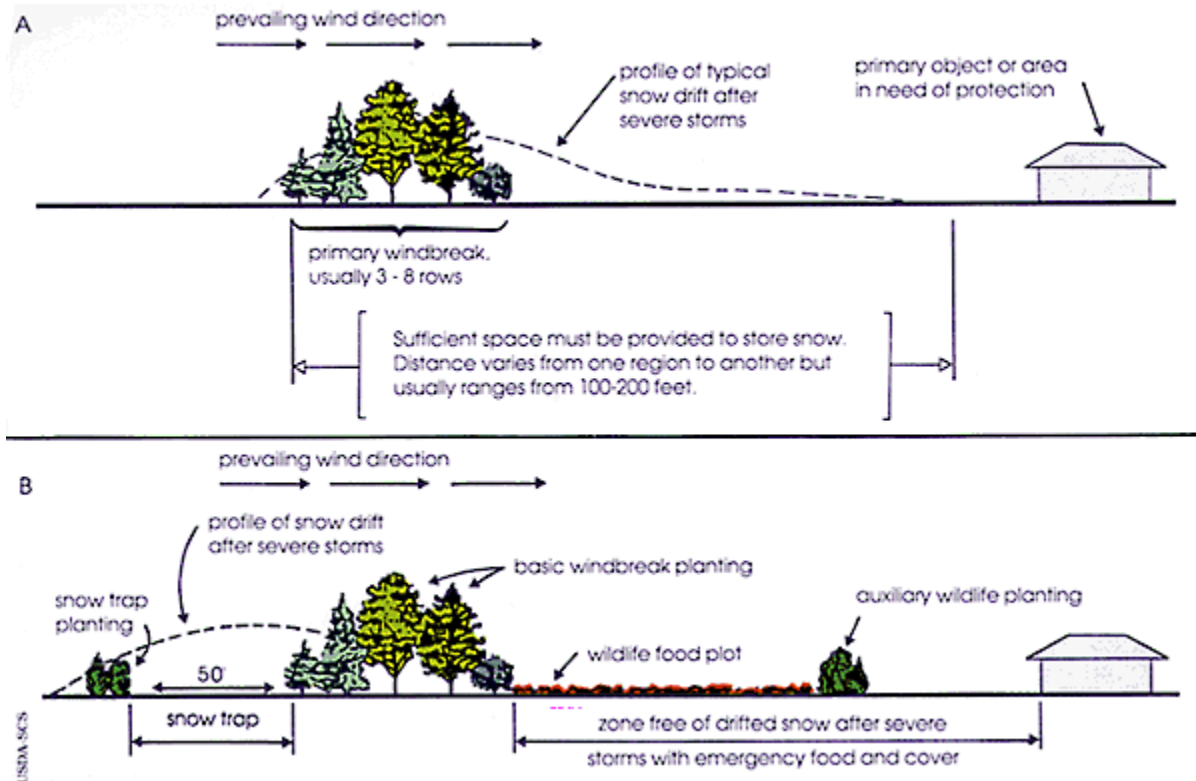 A
prevailing wind direction
profile of typical
snow drift after
severe storms
primary object or area
in need of protection
primary windbreak,
usually 3 - 8 rows
Sufficient space must be provided to store snow.
Distance varies from one region to another but
usually ranges from 100-200 feet.
B
prevailing wind direction
profile of snow drift
after severe storms
basic windbreak planting
snow trap
planting
auxiliary wildlife planting
wildlife food plot
50'
snow trap
zone free of drifted snow after severe
storms with emergency food and cover
USDA-SCS